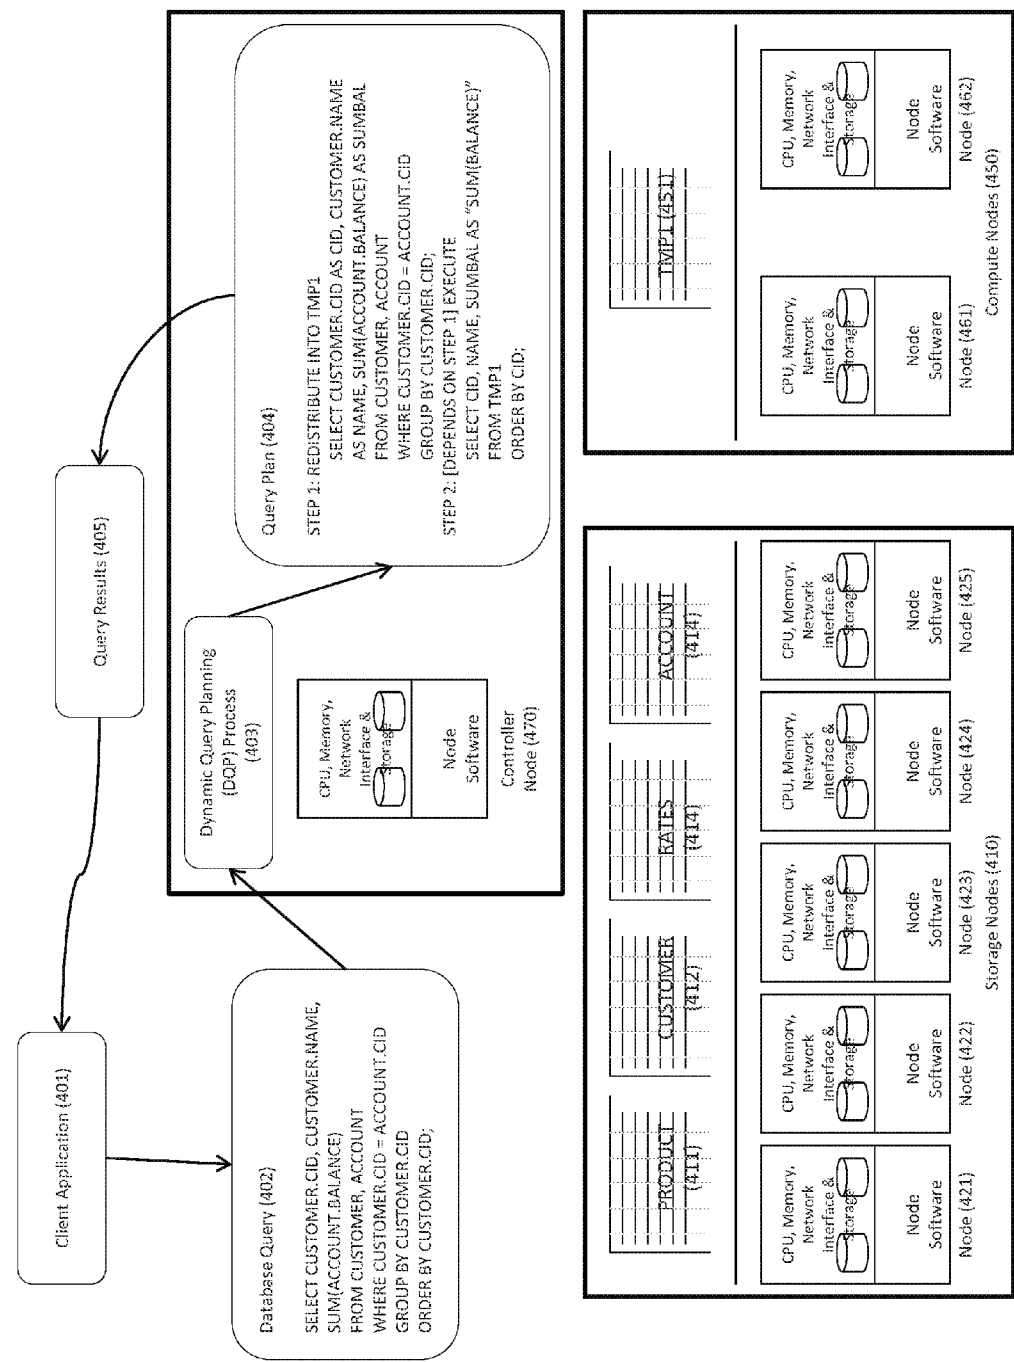 Client Application (401)
Query Results (405)
Database Query (402)
SELECT CUSTOMER.CID, CUSTOMER.NAME,
SUM(ACCOUNT.BALANCE)
FROM CUSTOMER, ACCOUNT
WHERE CUSTOMER.CID = ACCOUNT.CID
GROUP BY CUSTOMER.CID
ORDER BY CUSTOMER.CID;
Dynamic Query Planning
(DQP) Process
(403)
CPU, Memory,
Network
Interface &
Storage
Node
Software
Controller
Node (470)
Query Plan (404)
STEP 1: REDISTRIBUTE INTO TMP1
SELECT CUSTOMER.CID AS CID, CUSTOMER.NAME
AS NAME, SUM(ACCOUNT.BALANCE) AS SUMBAL
FROM CUSTOMER, ACCOUNT
WHERE CUSTOMER.CID = ACCOUNT.CID
GROUP BY CUSTOMER.CID;
STEP 2: [DEPENDS ON STEP 1] EXECUTE
SELECT CID, NAME, SUMBAL AS "SUM(BALANCE)"
FROM TMP1
ORDER BY CID;
PRODUCT
(411)
CUSTOMER
(412)
RATES
(414)
ACCOUNT
(414)
CPU, Memory,
Network
Interface &
Storage
Node
Software
Node (421)
CPU, Memory,
Network
Interface &
Storage
Node
Software
Node (422)
CPU, Memory,
Network
Interface &
Storage
Node
Software
Node (423)
CPU, Memory,
Network
Interface &
Storage
Node
Software
Node (424)
CPU, Memory,
Network
Interface &
Storage
Node
Software
Node (425)
Storage Nodes (410)
TMP1 (451)
CPU, Memory,
Network
Interface &
Storage
Node
Software
Node (461)
CPU, Memory,
Network
Interface &
Storage
Node
Software
Node (462)
Compute Nodes (450)